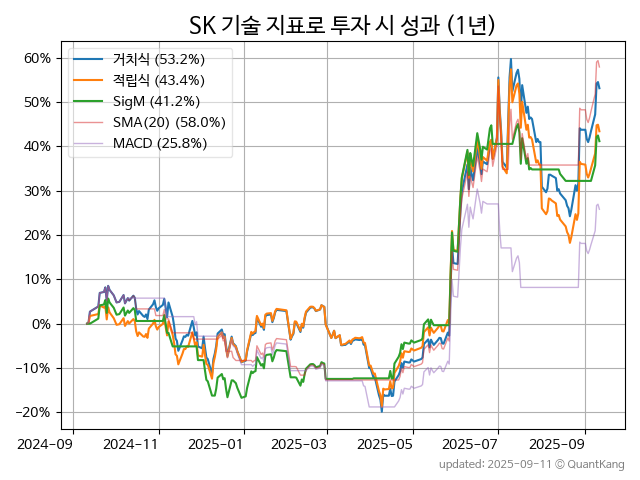 SK 기술 지표로 투자 시 성과 (1년)
거치식 (53.2%)
적립식 (43.4%)
SigM (41.2%)
SMA(20) (58.0%)
MACD (25.8%)
60%
50%
40%
30%
20%
10%
0%
−10%
−20%
2024-09
2024-11
2025-01
2025-03
2025-05
2025-07
2025-09
updated: 2025-09-11 © QuantKang